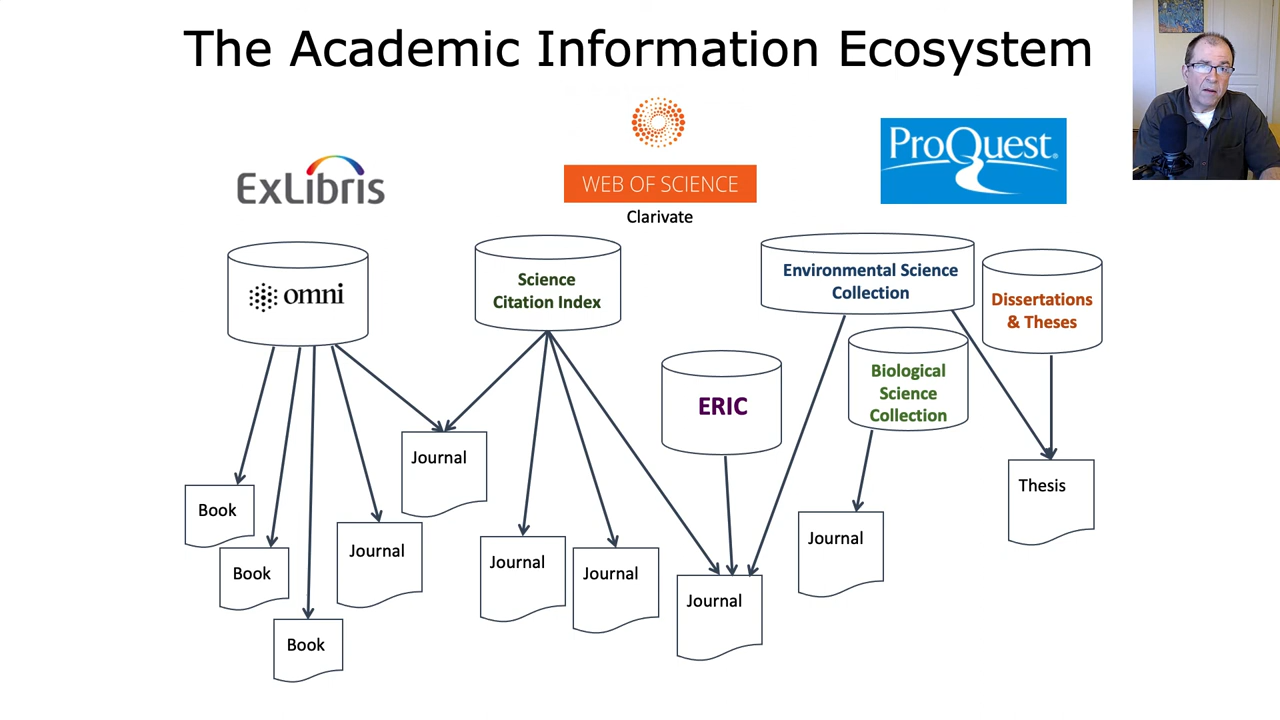 The Academic Information Ecosystem
ExLibris
WEB OF SCIENCE
Clarivate
ProQuest
omni
Science
Citation Index
Environmental Science
Collection
Dissertations
& Theses
ERIC
Biological
Science
Collection
Journal
Book
Book
Book
Journal
Journal
Journal
Journal
Journal
Thesis